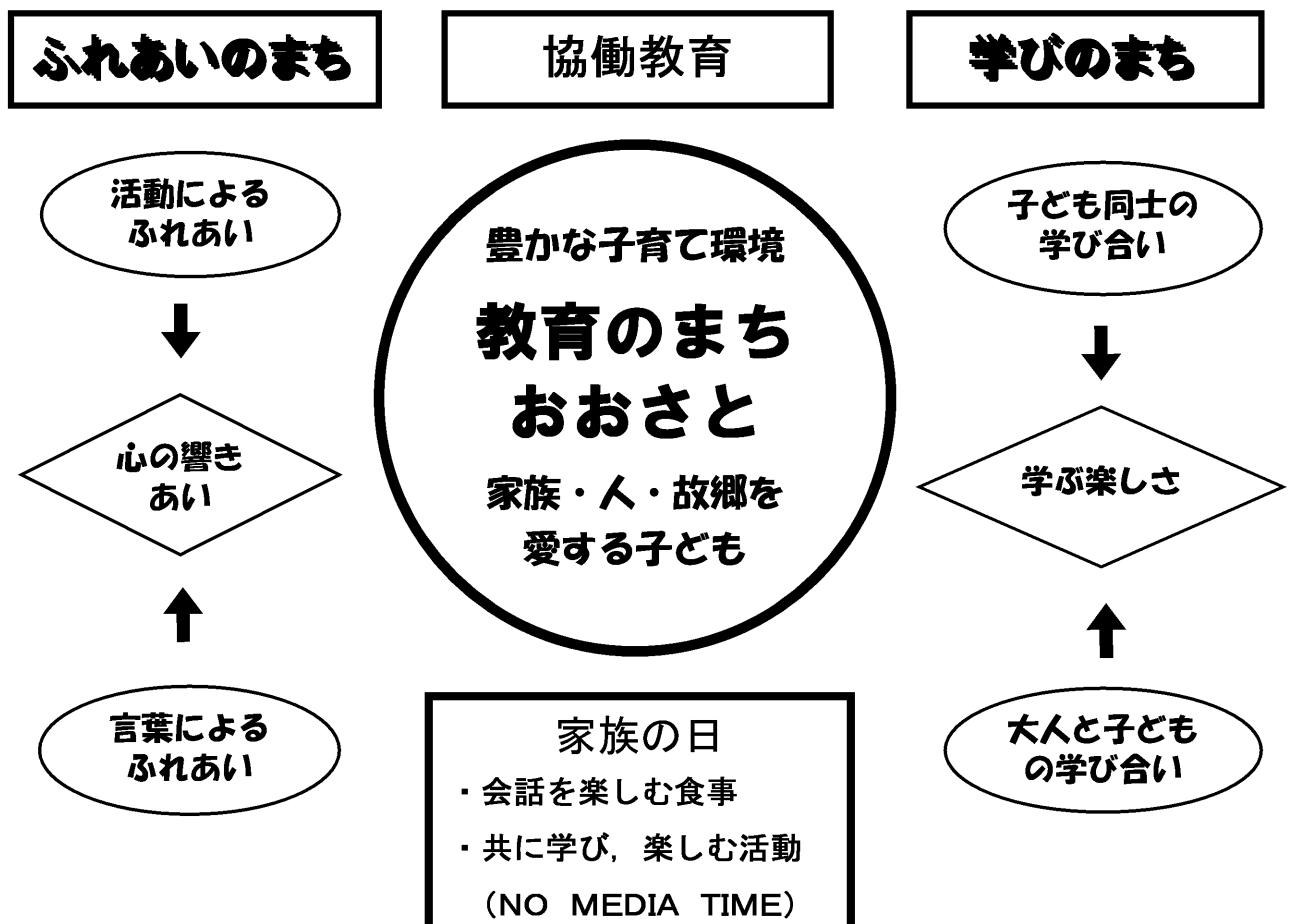 ふれあいのまち
協働教育
学びのまち
活動による
ふれあい
心の響き
あい
言葉による
ふれあい
豊かな子育て環境
教育のまち
おおさと
家族・人・故郷を
愛する子ども
家族の日
・会話を楽しむ食事
・共に学び，楽しむ活動
（NO MEDIA TIME）
子ども同士の
学び合い
学ぶ楽しさ
大人と子ども
の学び合い